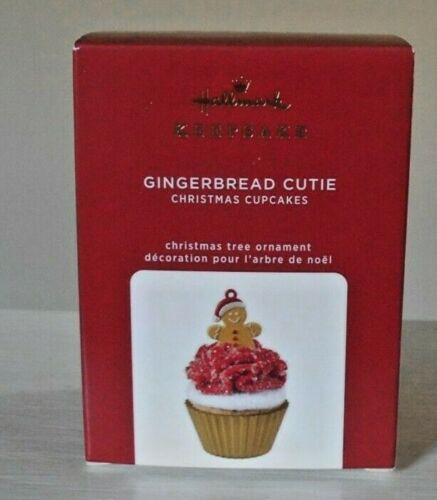 Hallmark
KEEPSAKE
GINGERBREAD CUTIE
CHRISTMAS CUPCAKES
christmas tree ornament
décoration pour l'arbre de noël